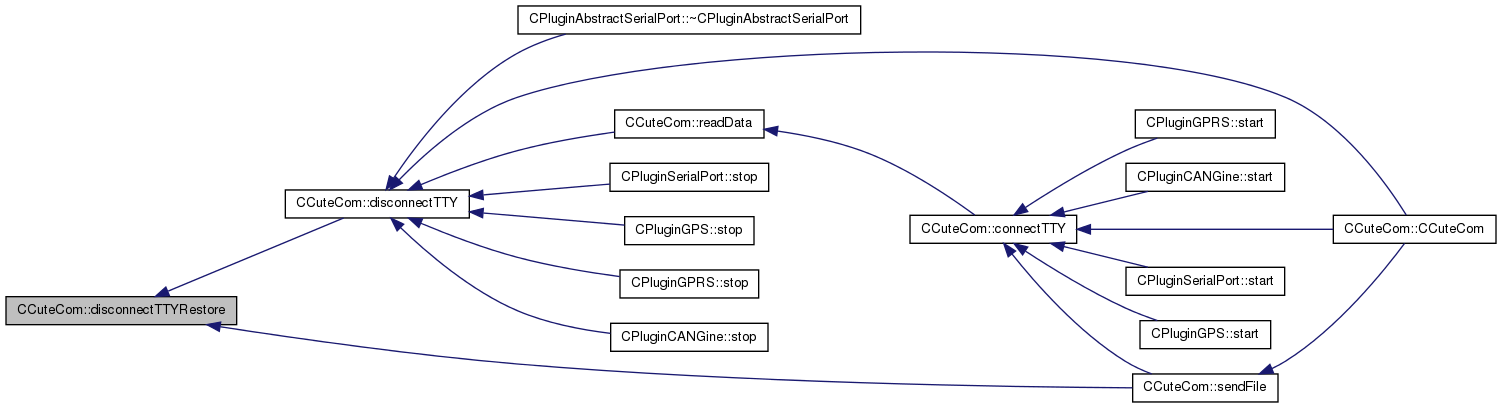 CPluginAbstractSerialPort::~CPluginAbstractSerialPort
CCuteCom::readData
CPluginGPRS::start
CPluginSerialPort::stop
CPluginCANGine::start
CCuteCom::disconnectTTY
CPluginGPS::stop
CCuteCom::connectTTY
CCuteCom::CCuteCom
CPluginGPRS::stop
CPluginSerialPort::start
CCuteCom::disconnectTTYRestore
CPluginCANGine::stop
CPluginGPS::start
CCuteCom::sendFile